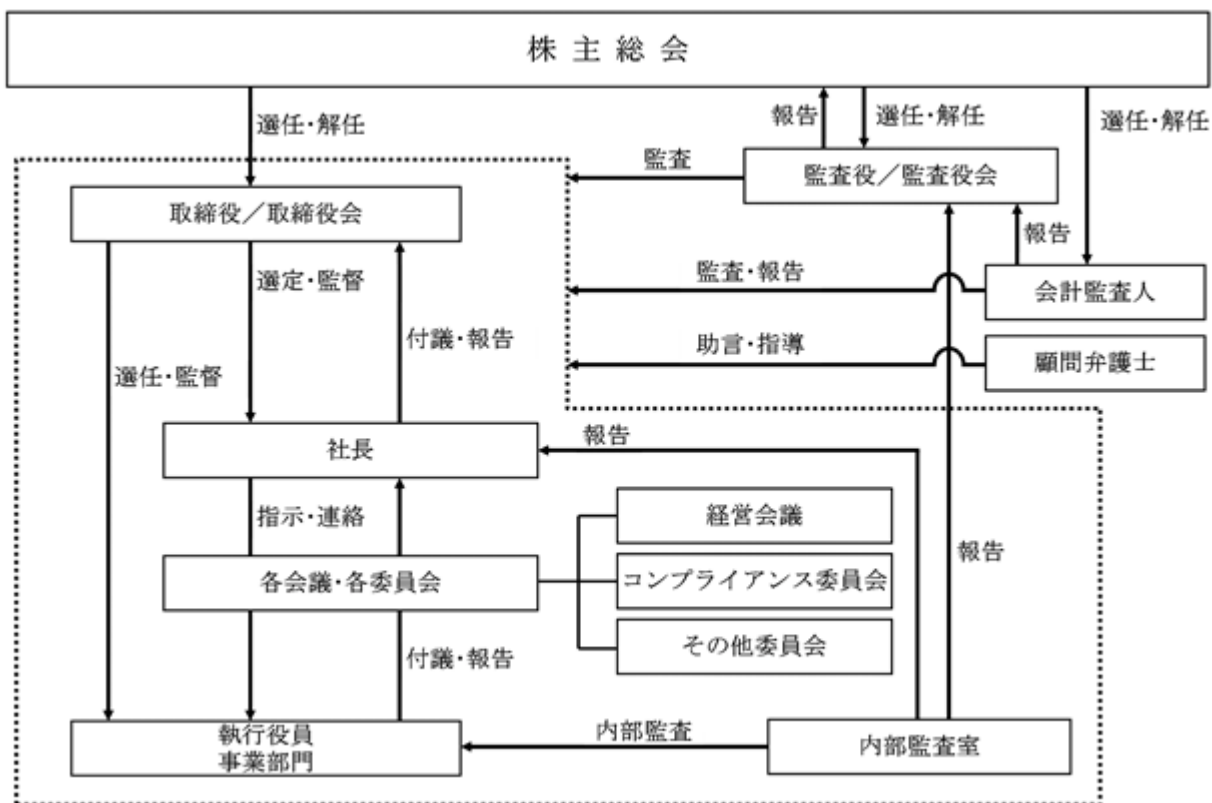 株主総会
選任・解任
報告
選任・解任
選任・解任
監査
監査役／監査役会
取締役／取締役会
報告
選定・監督
監査・報告
会計監査人
付議・報告
助言・指導
顧問弁護士
選任・監督
報告
社長
指示・連絡
経営会議
報告
各会議・各委員会
コンプライアンス委員会
付議・報告
その他委員会
執行役員
事業部門
内部監査
内部監査室